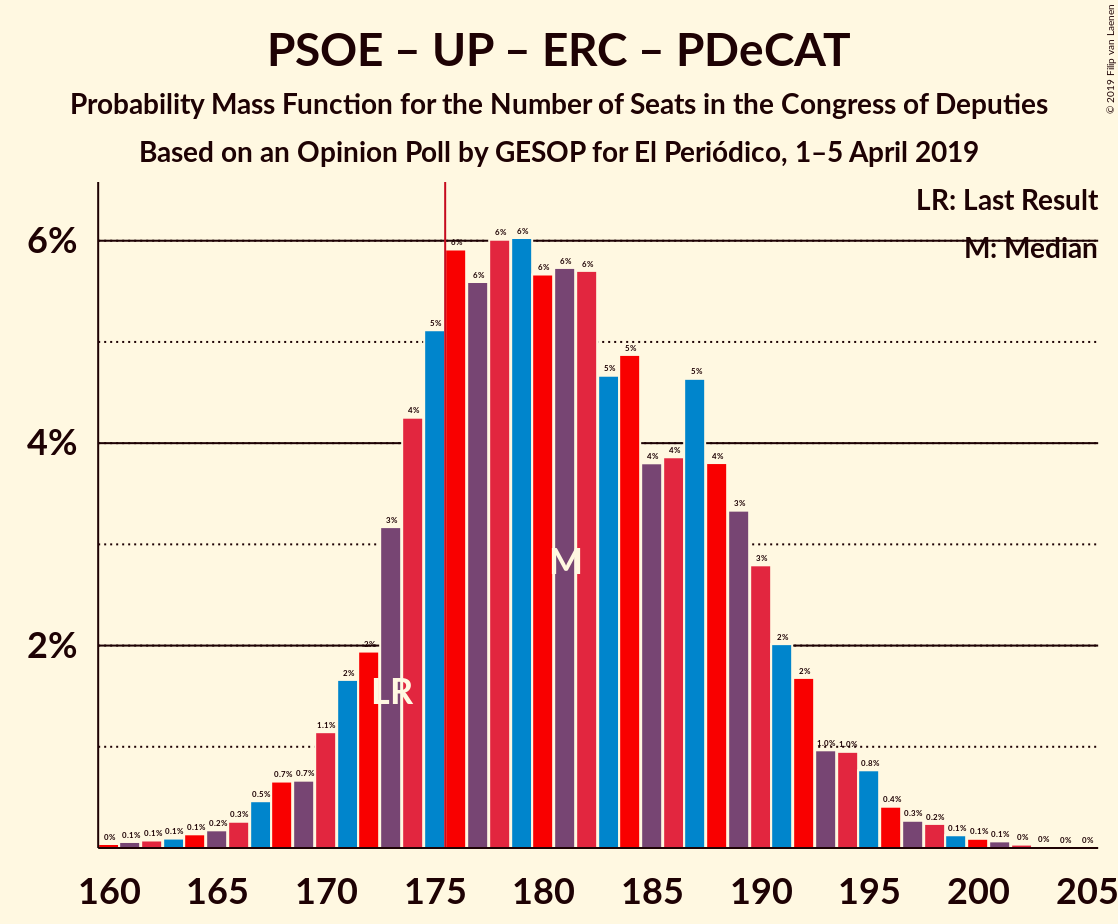 PSOE – UP – ERC – PDeCAT
Probability Mass Function for the Number of Seats in the Congress of Deputies
Based on an Opinion Poll by GESOP for El Periódico, 1–5 April 2019
© 2019 Filip van Laenen
LR: Last Result
M: Median
6%
4%
2%
0% 0.1% 0.1% 0.1% 0.1% 0.2% 0.3% 0.5% 0.7% 0.7% 1.1% 2% 2% 3% 4% 5% 6% 6% 6% 6% 6% 6% 6% 5% 5% 4% 4% 5% 4% 3% 3% 2% 2% 1.0% 1.0% 0.8% 0.4% 0.3% 0.2% 0.1% 0.1% 0.1% 0% 0% 0% 0%
M
LR
160 165 170 175 180 185 190 195 200 205